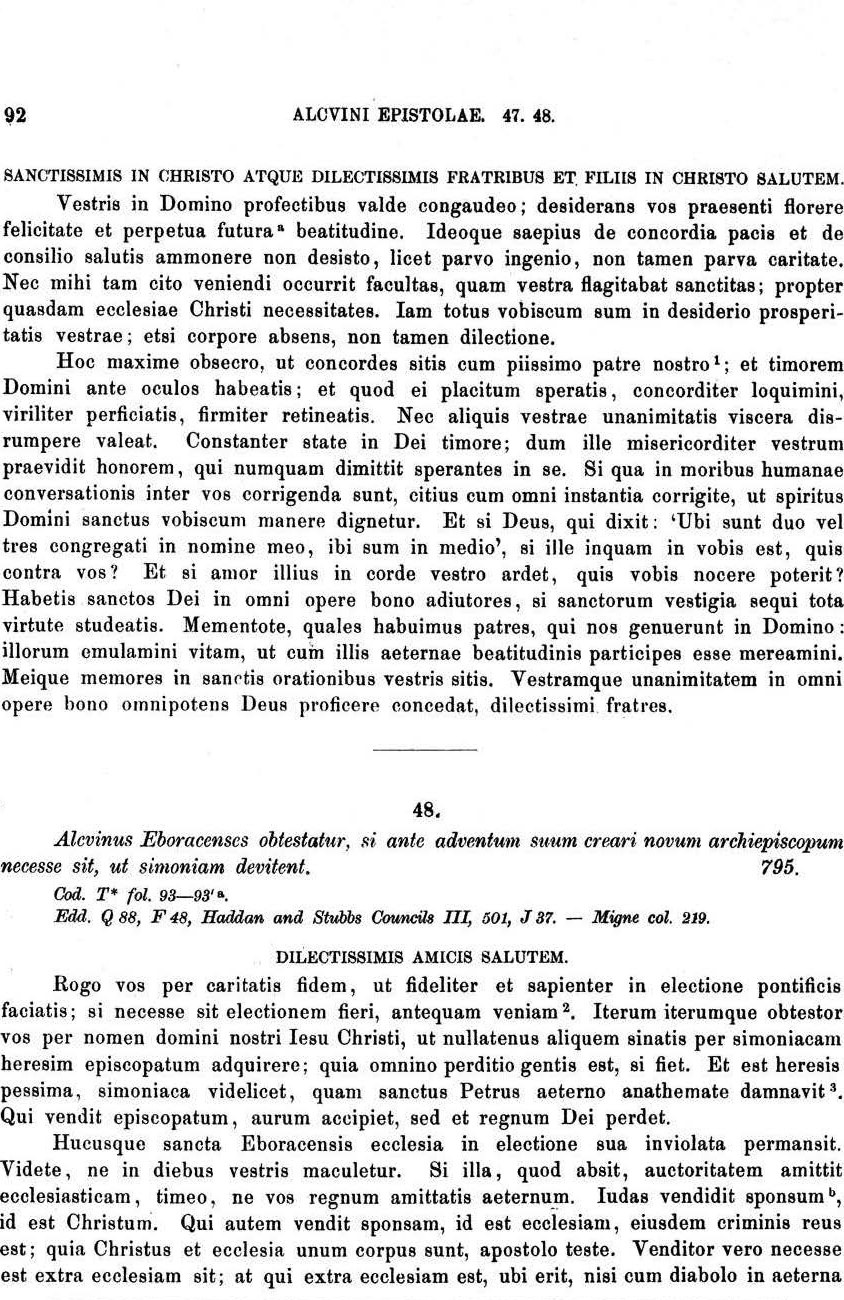 92 ALCVINI EPISTOLAE. 47. 48.
SANCTISSIMIS IN CHRISTO ATQUE DILECTISSIMIS FRATRIBUS ET FILIIS IN CHRISTO SALUTEM.
Vestris in Domino profectibus valde congaudeo; desiderans vos praesenti florere
felicitate et perpetua futuraᵃ beatitudine. Ideoque saepius de concordia pacis et de
consilio salutis ammonere non desisto, licet parvo ingenio, non tamen parva caritate.
Nec mihi tam cito veniendi occurrit facultas, quam vestra flagitabat sanctitas; propter
quasdam ecclesiae Christi necessitates. Iam totus vobiscum sum in desiderio prosperi-
tatis vestrae; etsi corpore absens, non tamen dilectione.
Hoc maxime obsecro, ut concordes sitis cum piissimo patre nostro¹; et timorem
Domini ante oculos habeatis; et quod ei placitum speratis, concorditer loquimini,
viriliter perficiatis, firmiter retineatis. Nec aliquis vestrae unanimitatis viscera dis-
rumpere valeat. Constanter state in Dei timore; dum ille misericorditer vestrum
praevidit honorem, qui numquam dimittit sperantes in se. Si qua in moribus humanae
conversationis inter vos corrigenda sunt, citius cum omni instantia corrigite, ut spiritus
Domini sanctus vobiscum manere dignetur. Et si Deus, qui dixit: ‘Ubi sunt duo vel
tres congregati in nomine meo, ibi sum in medio’, si ille inquam in vobis est, quis
contra vos? Et si amor illius in corde vestro ardet, quis vobis nocere poterit?
Habetis sanctos Dei in omni opere bono adiutores, si sanctorum vestigia sequi tota
virtute studeatis. Mementote, quales habuimus patres, qui nos genuerunt in Domino:
illorum emulamini vitam, ut cum illis aeternae beatitudinis participes esse mereamini.
Meique memores in sanctis orationibus vestris sitis. Vestramque unanimitatem in omni
opere bono omnipotens Deus proficere concedat, dilectissimi fratres.
48.
Alcvinus Eboracenses obtestatur, si ante adventum suum creari novum archiepiscopum
necesse sit, ut simoniam devitent. 795.
Cod. T* fol. 93—93'ᵃ.
Edd. Q 88, F 48, Haddan and Stubbs Councils III, 501, J 37. — Migne col. 219.
DILECTISSIMIS AMICIS SALUTEM.
Rogo vos per caritatis fidem, ut fideliter et sapienter in electione pontificis
faciatis; si necesse sit electionem fieri, antequam veniam². Iterum iterumque obtestor
vos per nomen domini nostri Iesu Christi, ut nullatenus aliquem sinatis per simoniacam
heresim episcopatum adquirere; quia omnino perditio gentis est, si fiet. Et est heresis
pessima, simoniaca videlicet, quam sanctus Petrus aeterno anathemate damnavit³.
Qui vendit episcopatum, aurum accipiet, sed et regnum Dei perdet.
Hucusque sancta Eboracensis ecclesia in electione sua inviolata permansit.
Videte, ne in diebus vestris maculetur. Si illa, quod absit, auctoritatem amittit
ecclesiasticam, timeo, ne vos regnum amittatis aeternum. Iudas vendidit sponsumᵇ,
id est Christum. Qui autem vendit sponsam, id est ecclesiam, eiusdem criminis reus
est; quia Christus et ecclesia unum corpus sunt, apostolo teste. Venditor vero necesse
est extra ecclesiam sit; at qui extra ecclesiam est, ubi erit, nisi cum diabolo in aeterna